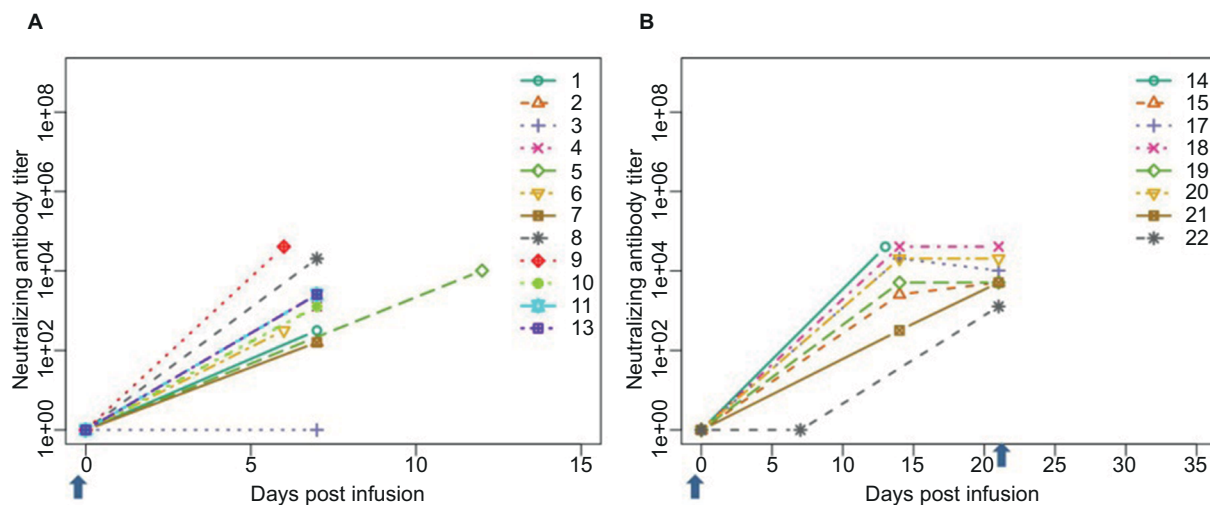 A
Neutralizing antibody titer
1e+08
1e+06
1e+04
1e+02
1e+00
0 5 10 15
Days post infusion
1
2
3
4
5
6
7
8
9
10
11
13
B
Neutralizing antibody titer
1e+08
1e+06
1e+04
1e+02
1e+00
0 5 10 15 20 25 30 35
Days post infusion
14
15
17
18
19
20
21
22